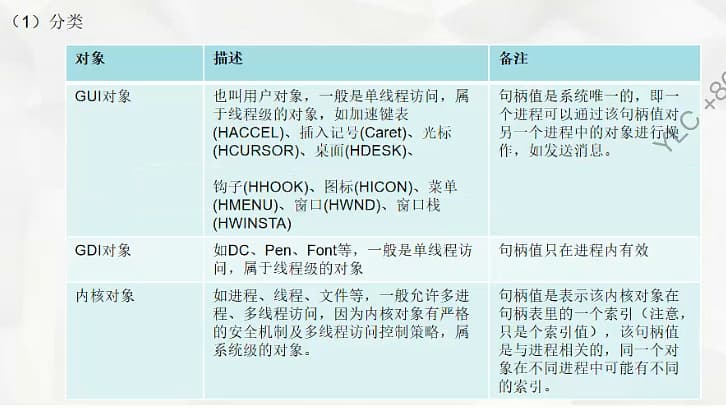 （1）分类
对象
描述
备注
GUI对象
也叫用户对象，一般是单线程访问，属
于线程级的对象，如加速键表
(HACCEL)、插入记号(Caret)、光标
(HCURSOR)、桌面(HDESK)、
钩子(HHOOK)、图标(HICON)、菜单
(HMENU)、窗口(HWND)、窗口栈
(HWINSTA)
句柄值是系统唯一的，即一
个进程可以通过该句柄值对
另一个进程中的对象进行操
作，如发送消息。
GDI对象
如DC、Pen、Font等，一般是单线程访
问，属于线程级的对象
句柄值只在进程内有效
内核对象
如进程、线程、文件等，一般允许多进
程、多线程访问，因为内核对象有严格
的安全机制及多线程访问控制策略，属
系统级的对象。
句柄值是表示该内核对象在
句柄表里的一个索引（注意，
只是个索引值），该句柄值
是与进程相关的，同一个对
象在不同进程中可能有不同
的索引。